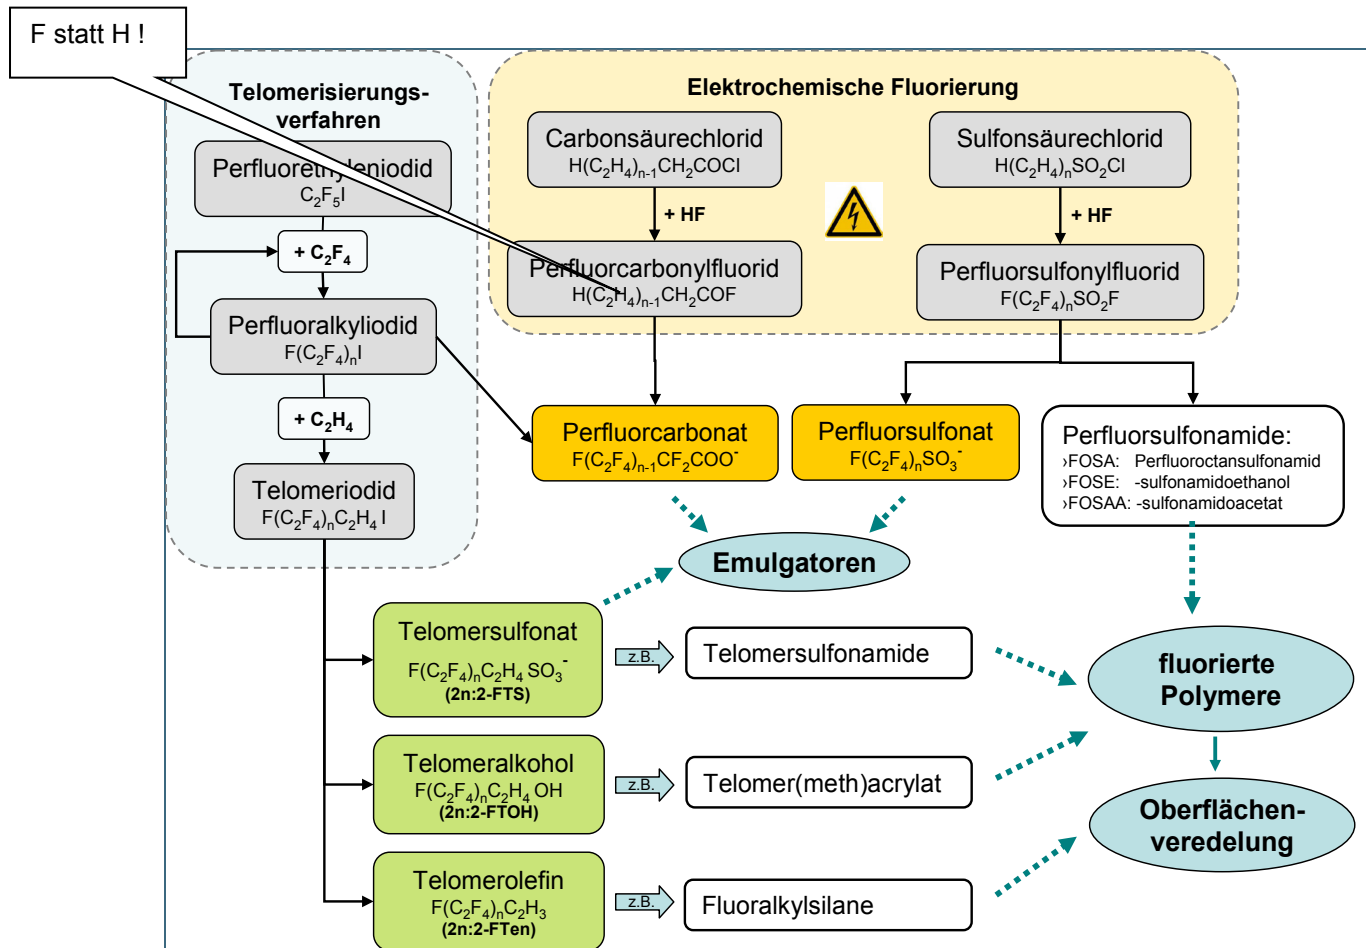 F statt H !
Telomerisierungs-
verfahren
Perfluorethyleniodid
C₂F₅I
+ C₂F₄
Perfluoralkyliodid
F(C₂F₄)ₙI
+ C₂H₄
Telomeriodid
F(C₂F₄)ₙC₂H₄ I
Elektrochemische Fluorierung
Carbonsäurechlorid
H(C₂H₄)ₙ₋₁CH₂COCl
+ HF
Perfluorcarbonylfluorid
H(C₂H₄)ₙ₋₁CH₂COF
Sulfonsäurechlorid
H(C₂H₄)ₙSO₂Cl
+ HF
Perfluorsulfonylfluorid
F(C₂F₄)ₙSO₂F
Perfluorcarbonat
F(C₂F₄)ₙ₋₁CF₂COO⁻
Perfluorsulfonat
F(C₂F₄)ₙSO₃⁻
Perfluorsulfonamide:
›FOSA: Perfluoroctansulfonamid
›FOSE: -sulfonamidoethanol
›FOSAA: -sulfonamidoacetat
Emulgatoren
Telomersulfonat
F(C₂F₄)ₙC₂H₄ SO₃⁻
(2n:2-FTS)
z.B.
Telomersulfonamide
fluorierte
Polymere
Telomeralkohol
F(C₂F₄)ₙC₂H₄ OH
(2n:2-FTOH)
z.B.
Telomer(meth)acrylat
Oberflächen-
veredelung
Telomerolefin
F(C₂F₄)ₙC₂H₃
(2n:2-FTen)
z.B.
Fluoralkylsilane